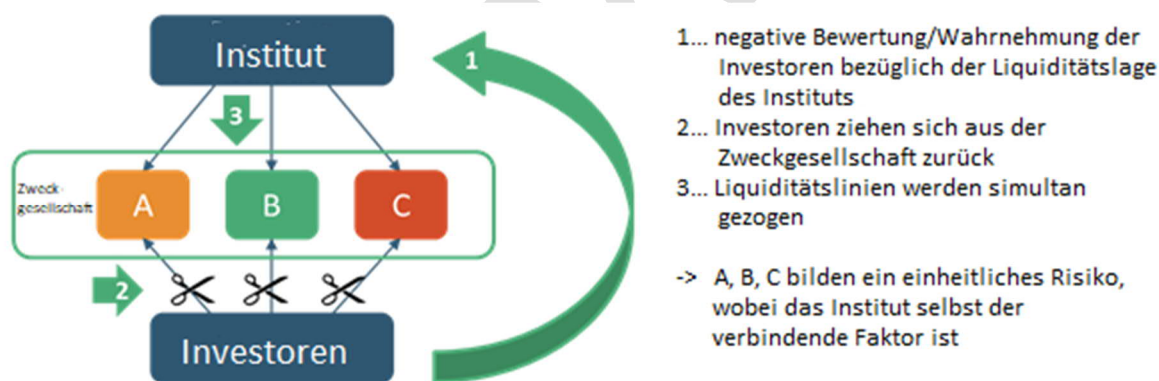 Institut
1
3
Zweck-
gesellschaft
A
B
C
2
Investoren
1... negative Bewertung/Wahrnehmung der
Investoren bezüglich der Liquiditätslage
des Instituts
2... Investoren ziehen sich aus der
Zweckgesellschaft zurück
3... Liquiditätslinien werden simultan
gezogen
-> A, B, C bilden ein einheitliches Risiko,
wobei das Institut selbst der
verbindende Faktor ist